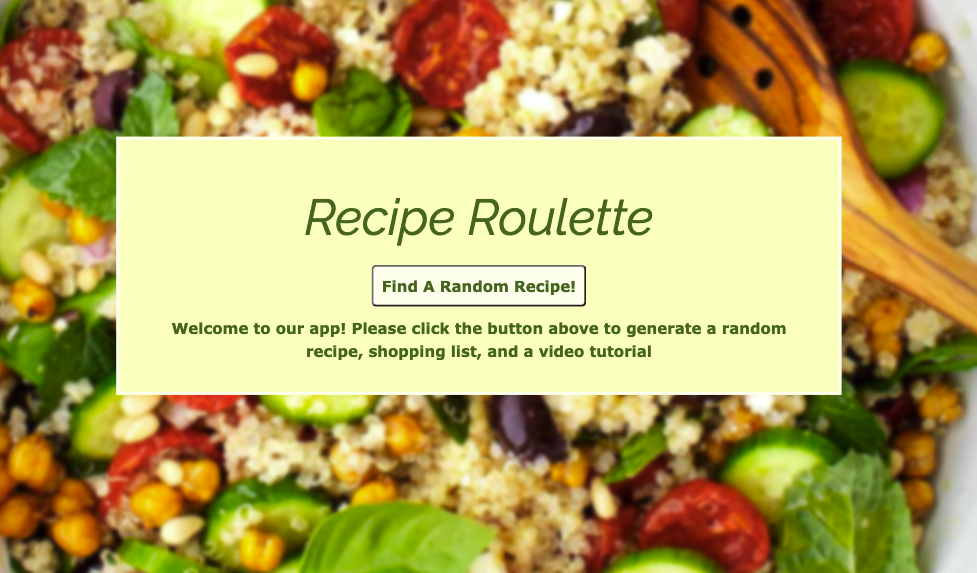 Recipe Roulette
Find A Random Recipe!
Welcome to our app! Please click the button above to generate a random
recipe, shopping list, and a video tutorial